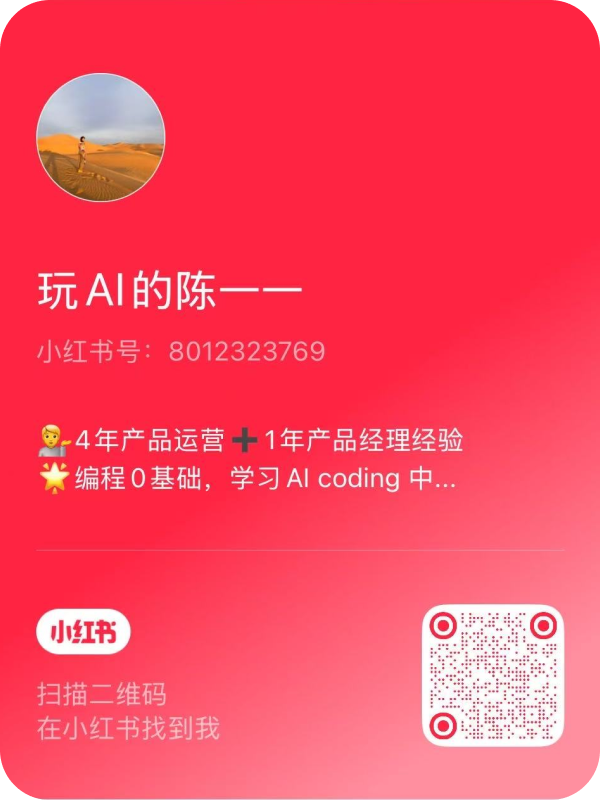 玩AI的陈一一
小红书号：8012323769
💁4年产品运营➕1年产品经理经验
🌟编程0基础，学习AI coding 中...
小红书
扫描二维码
在小红书找到我